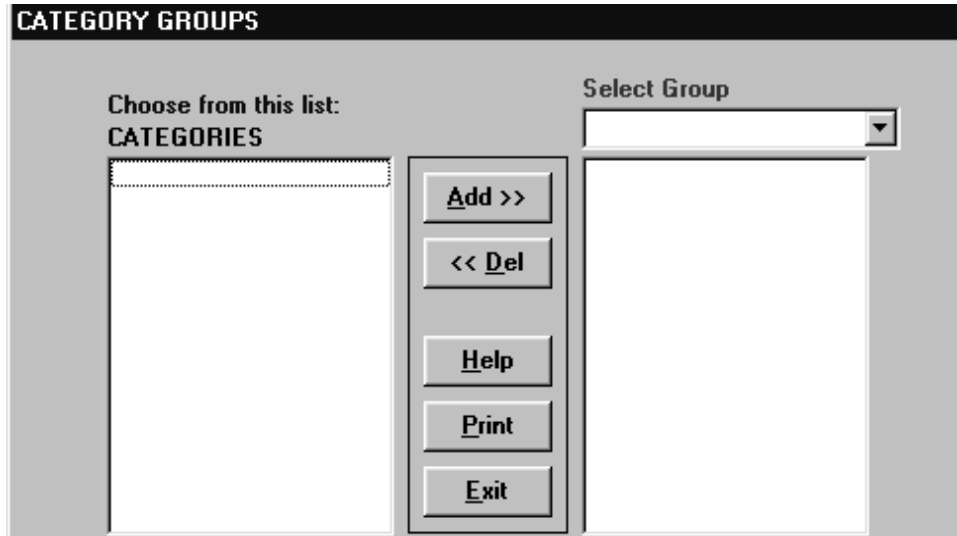 CATEGORY GROUPS
Choose from this list:
CATEGORIES
Select Group
Add >>
<< Del
Help
Print
Exit